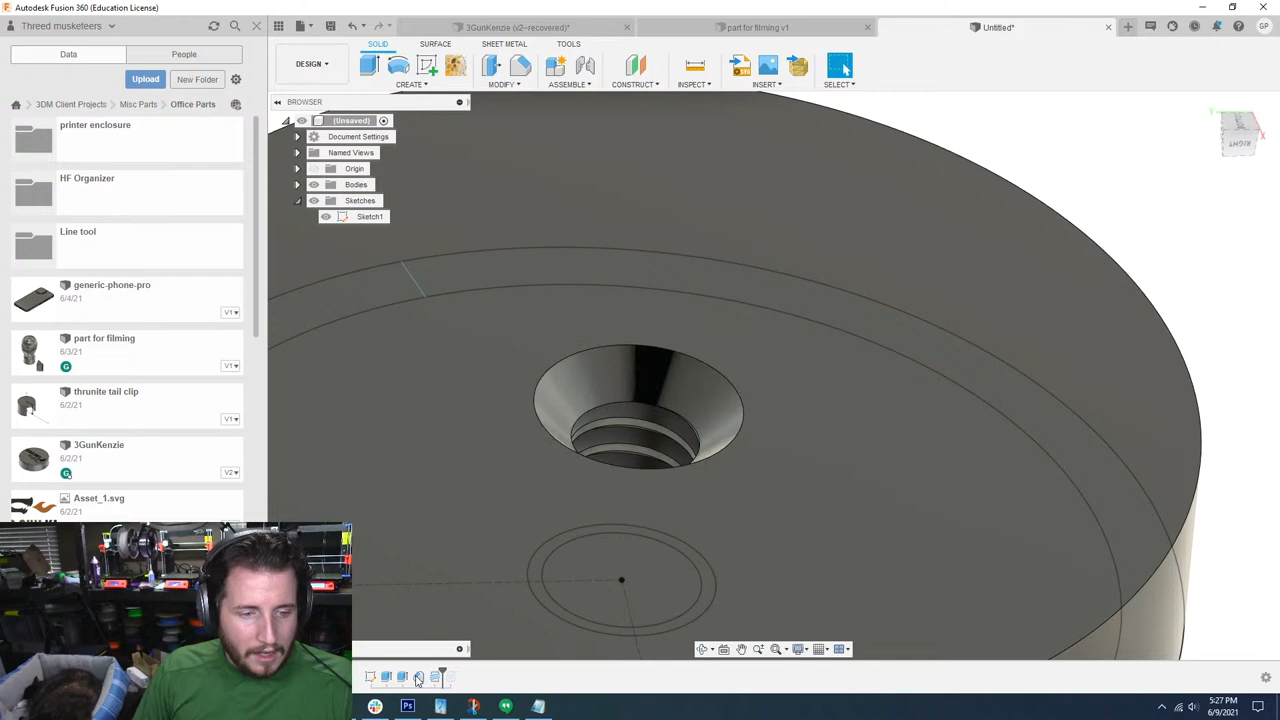 Autodesk Fusion 360 (Education License)
Threed musketeers
3GunKenzie (v2~recovered)*
part for filming v1
Untitled*
GP
Data
People
Upload
New Folder
DESIGN
SOLID
SURFACE
SHEET METAL
TOOLS
CREATE
MODIFY
ASSEMBLE
CONSTRUCT
INSPECT
INSERT
SELECT
3DM Client Projects
Misc Parts
Office Parts
BROWSER
(Unsaved)
Document Settings
Named Views
Origin
Bodies
Sketches
Sketch1
RIGHT
Y
X
printer enclosure
HF Organizer
Line tool
generic-phone-pro
6/4/21
V1
part for filming
6/3/21
G
V1
thrunite tail clip
6/2/21
V1
3GunKenzie
6/2/21
G
V2
Asset_1.svg
6/2/21
Ps
5:27 PM
6/9/2021